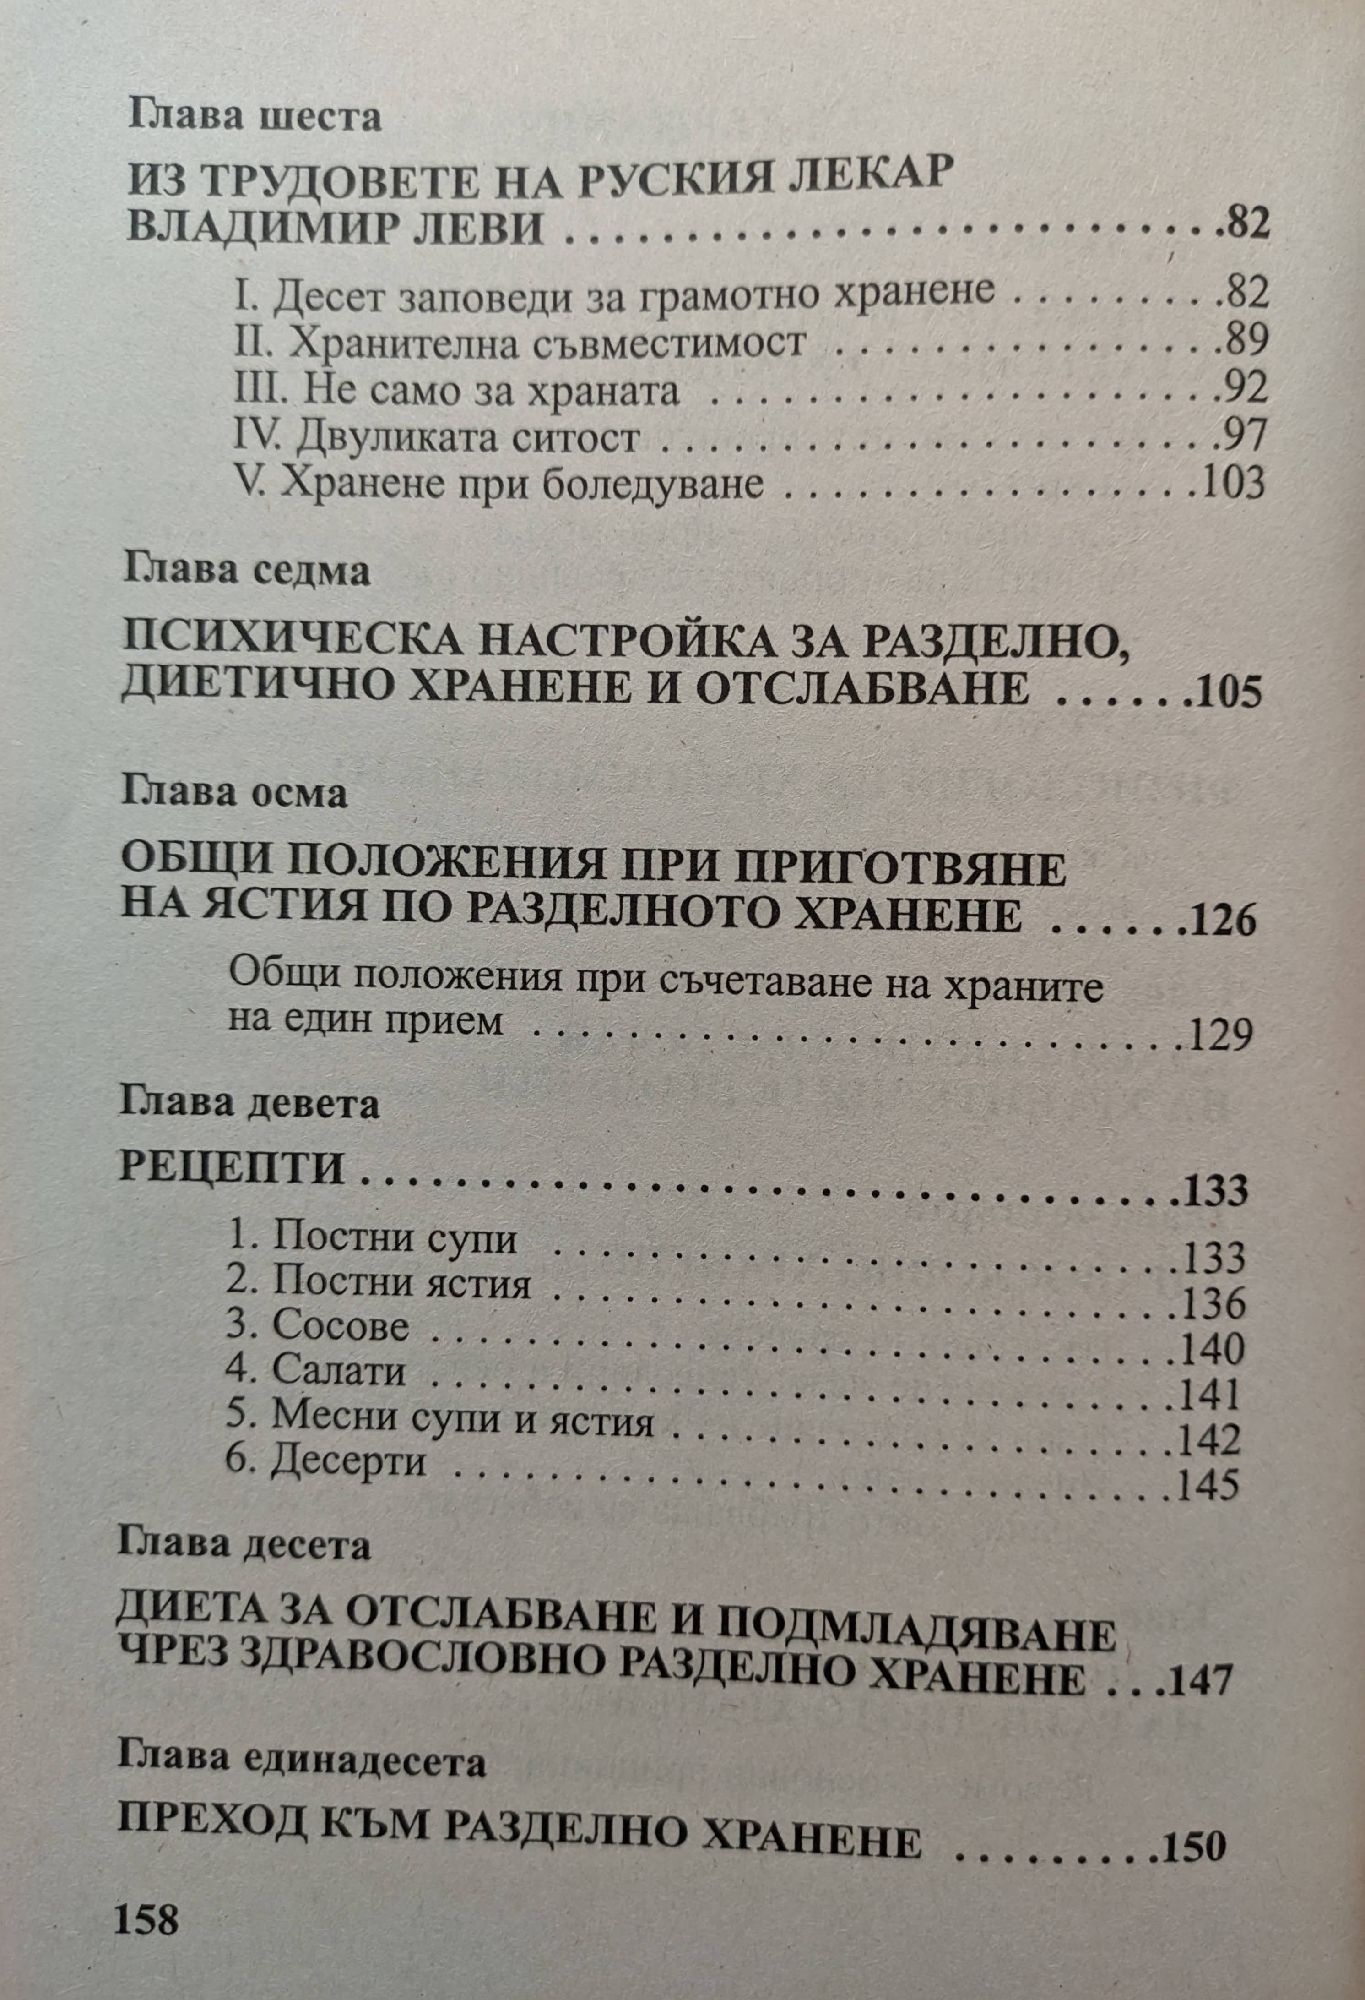 Глава шеста
ИЗ ТРУДОВЕТЕ НА РУСКИЯ ЛЕКАР
ВЛАДИМИР ЛЕВИ . . . . . . . . . . . . . . . . . . . . . . . . . . . .82
I. Десет заповеди за грамотно хранене . . . . . . . . .82
II. Хранителна съвместимост . . . . . . . . . . . . . . . .89
III. Не само за храната . . . . . . . . . . . . . . . . . . . . .92
IV. Двуликата ситост . . . . . . . . . . . . . . . . . . . . . . .97
V. Хранене при боледуване . . . . . . . . . . . . . . . . .103
Глава седма
ПСИХИЧЕСКА НАСТРОЙКА ЗА РАЗДЕЛНО,
ДИЕТИЧНО ХРАНЕНЕ И ОТСЛАБВАНЕ . . . . . .105
Глава осма
ОБЩИ ПОЛОЖЕНИЯ ПРИ ПРИГОТВЯНЕ
НА ЯСТИЯ ПО РАЗДЕЛНОТО ХРАНЕНЕ . . . . . .126
Общи положения при съчетаване на храните
на един прием . . . . . . . . . . . . . . . . . . . . . . . . . . .129
Глава девета
РЕЦЕПТИ . . . . . . . . . . . . . . . . . . . . . . . . . . . . . . . . . .133
1. Постни супи . . . . . . . . . . . . . . . . . . . . . . . . . .133
2. Постни ястия . . . . . . . . . . . . . . . . . . . . . . . . . .136
3. Сосове . . . . . . . . . . . . . . . . . . . . . . . . . . . . . . .140
4. Салати . . . . . . . . . . . . . . . . . . . . . . . . . . . . . . .141
5. Месни супи и ястия . . . . . . . . . . . . . . . . . . . . .142
6. Десерти . . . . . . . . . . . . . . . . . . . . . . . . . . . . . .145
Глава десета
ДИЕТА ЗА ОТСЛАБВАНЕ И ПОДМЛАДЯВАНЕ
ЧРЕЗ ЗДРАВОСЛОВНО РАЗДЕЛНО ХРАНЕНЕ . . .147
Глава единадесета
ПРЕХОД КЪМ РАЗДЕЛНО ХРАНЕНЕ . . . . . . . . .150
158